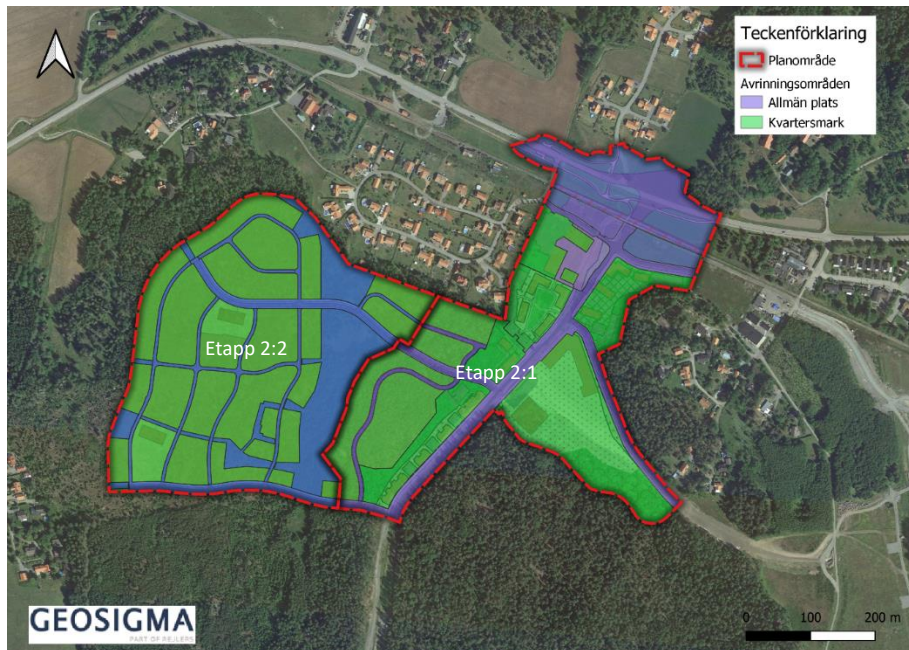 Teckenförklaring
Planområde
Avrinningsområden
Allmän plats
Kvartersmark
Etapp 2:2
Etapp 2:1
GEOSIGMA
PART OF REJLERS
0 100 200 m